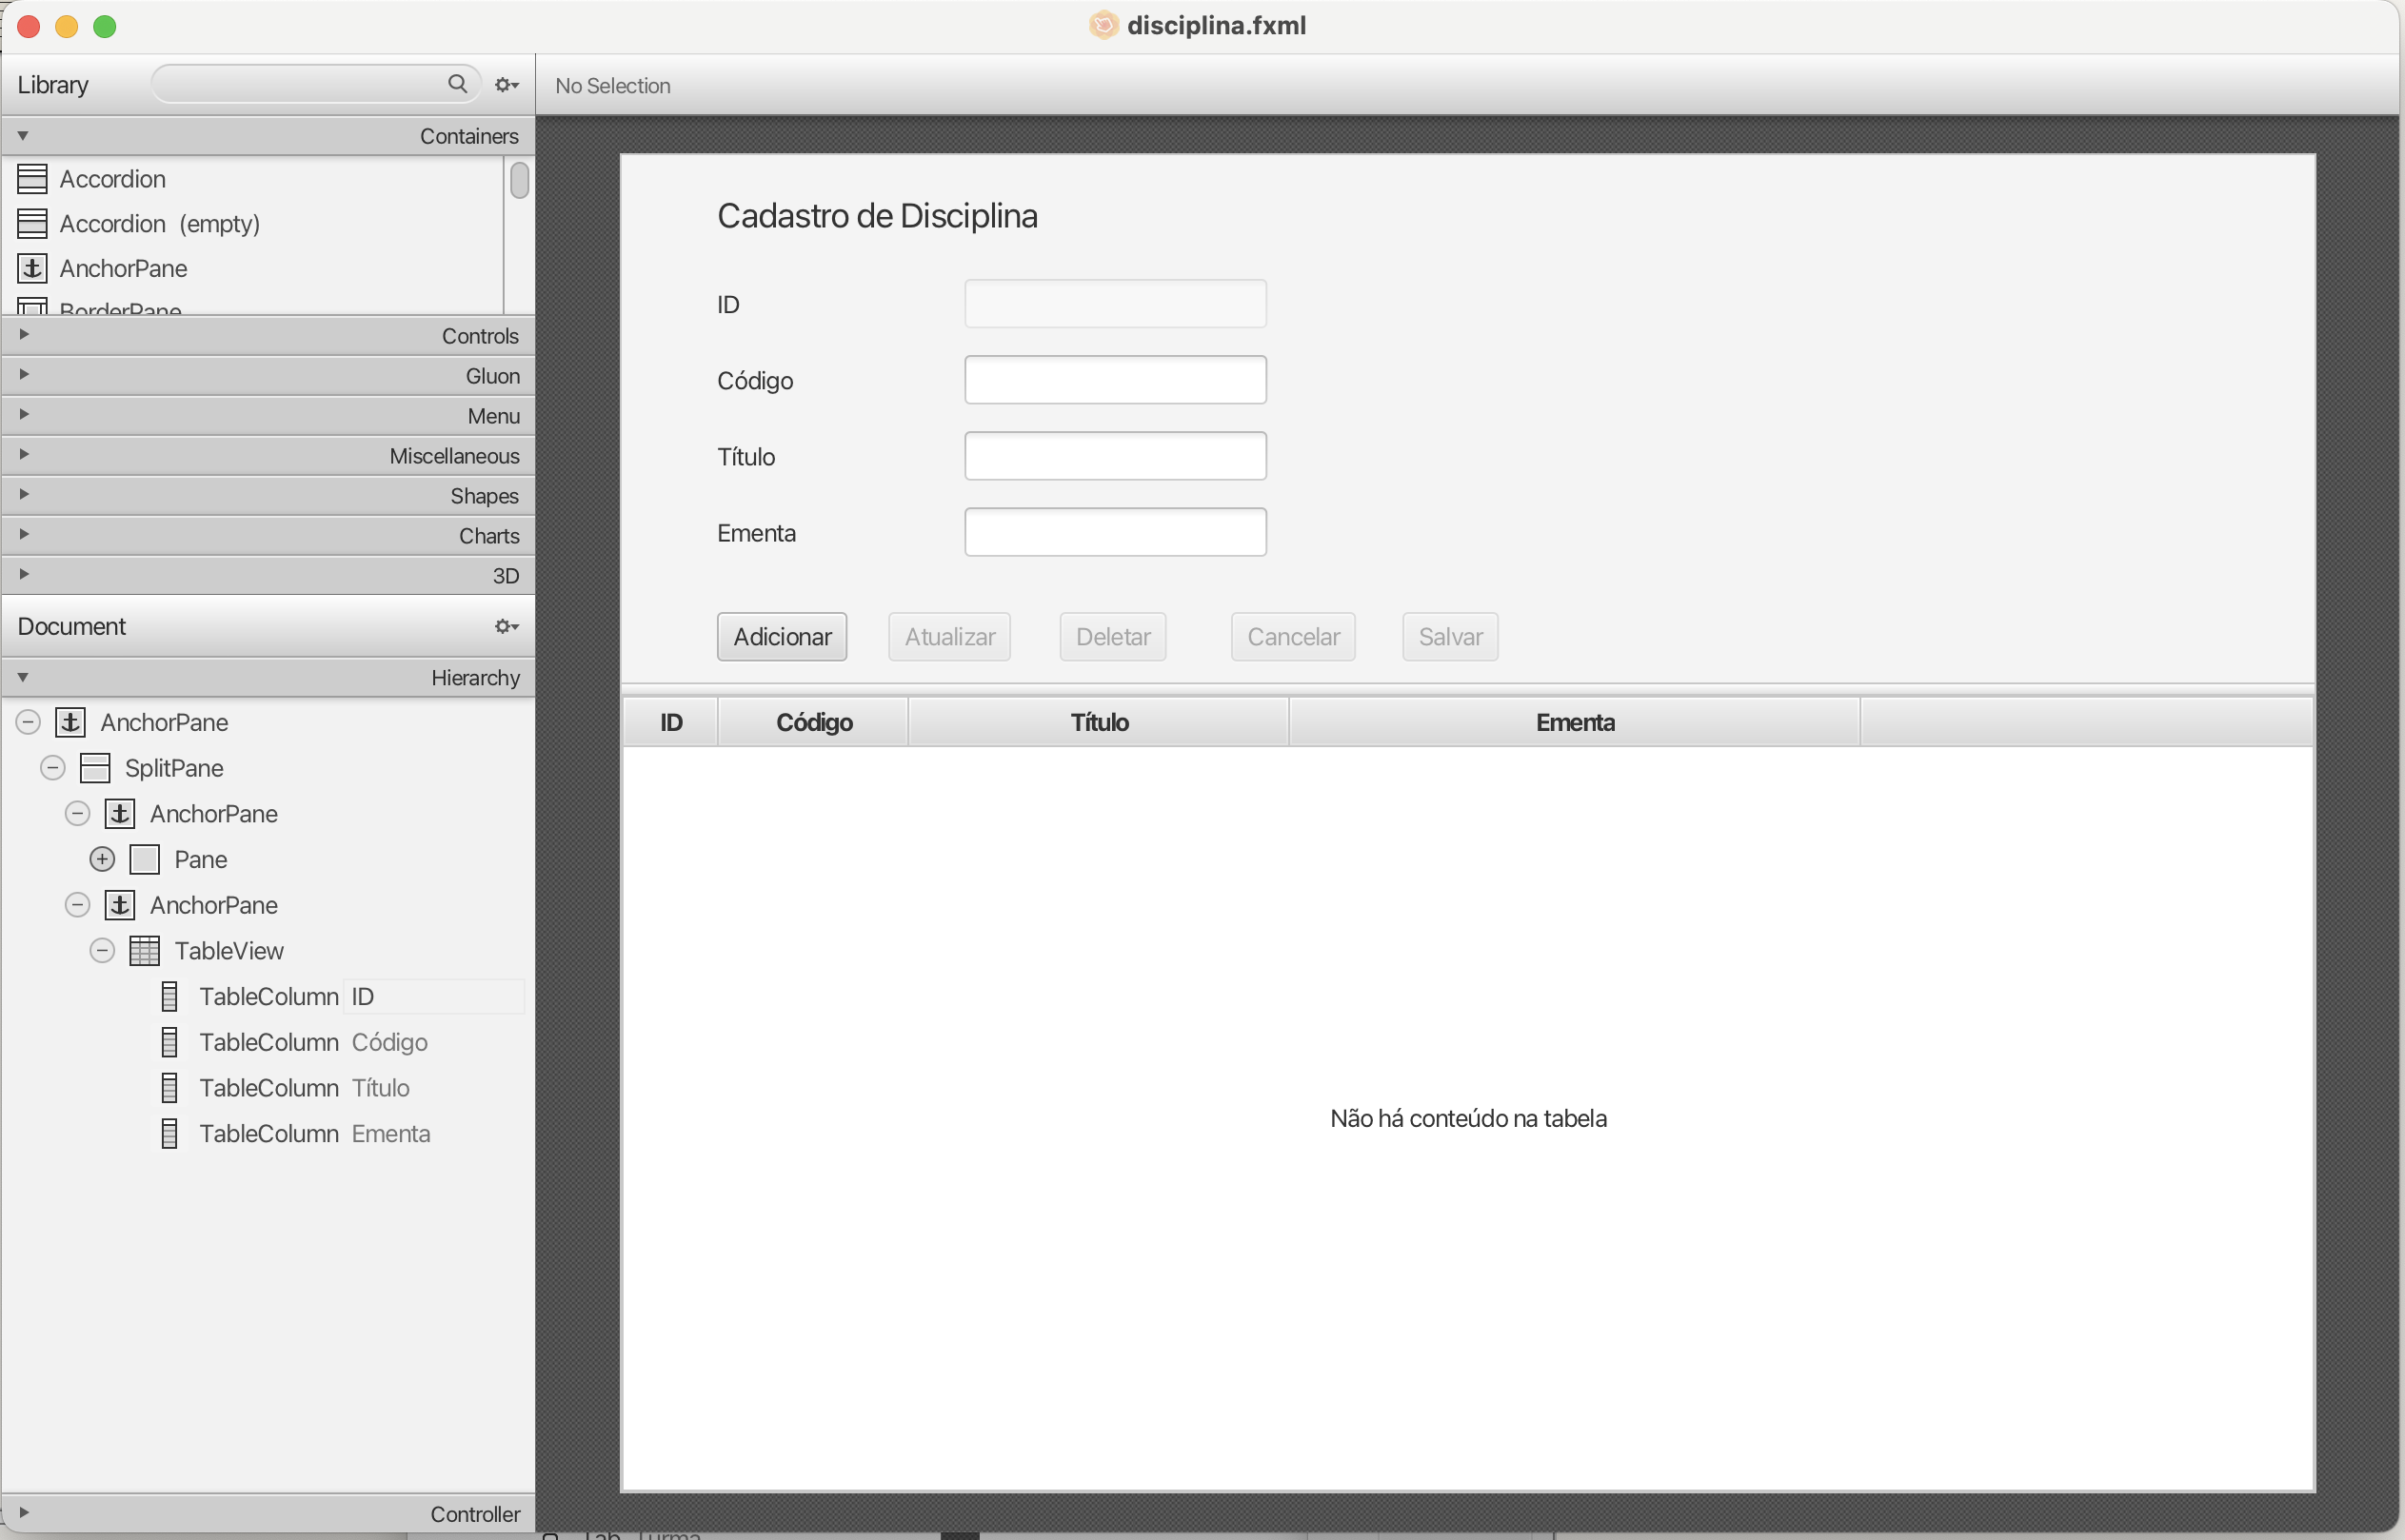 disciplina.fxml
Library
No Selection
Containers
Accordion
Accordion (empty)
AnchorPane
BorderPane
Controls
Gluon
Menu
Miscellaneous
Shapes
Charts
3D
Document
Hierarchy
AnchorPane
SplitPane
AnchorPane
Pane
AnchorPane
TableView
TableColumn ID
TableColumn Código
TableColumn Título
TableColumn Ementa
Controller
Cadastro de Disciplina
ID
Código
Título
Ementa
Adicionar Atualizar Deletar Cancelar Salvar
ID Código Título Ementa
Não há conteúdo na tabela